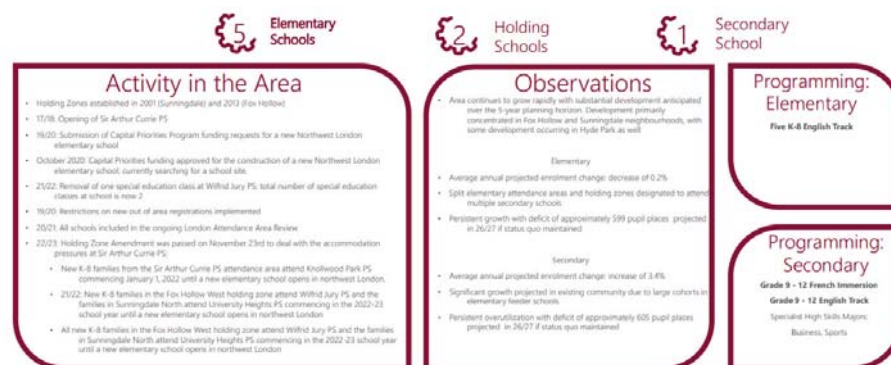 5
Elementary
Schools
2
Holding
Schools
1
Secondary
School
Activity in the Area
• Holding Zones established in 2001 (Sunningdale) and 2013 (Fox Hollow)
• 17/18: Opening of Sir Arthur Currie PS
• 19/20: Submission of Capital Priorities Program funding requests for a new Northwest London
elementary school
• October 2020: Capital Priorities funding approved for the construction of a new Northwest London
elementary school; currently searching for a school site.
• 21/22: Removal of one special education class at Wilfrid Jury PS; total number of special education
classes at school is now 2
• 19/20: Restrictions on new out of area registrations implemented
• 20/21: All schools included in the ongoing London Attendance Area Review
• 22/23: Holding Zone Amendment was passed on November 23rd to deal with the accommodation
pressures at Sir Arthur Currie PS:
• New K-8 families from the Sir Arthur Currie PS attendance area attend Knollwood Park PS
commencing January 1, 2022 until a new elementary school opens in northwest London.
• 21/22: New K-8 families in the Fox Hollow West holding zone attend Wilfrid Jury PS and the
families in Sunningdale North attend University Heights PS commencing in the 2022-23
school year until a new elementary school opens in northwest London
• All new K-8 families in the Fox Hollow West holding zone attend Wilfrid Jury PS and the families
in Sunningdale North attend University Heights PS commencing in the 2022-23 school year
until a new elementary school opens in northwest London
Observations
• Area continues to grow rapidly with substantial development anticipated
over the 5-year planning horizon. Development primarily
concentrated in Fox Hollow and Sunningdale neighbourhoods, with
some development occurring in Hyde Park as well
Elementary
• Average annual projected enrolment change: decrease of 0.2%
• Split elementary attendance areas and holding zones designated to attend
multiple secondary schools
• Persistent growth with deficit of approximately 599 pupil places projected
in 26/27 if status quo maintained
Secondary
• Average annual projected enrolment change: increase of 3.4%
• Significant growth projected in existing community due to large cohorts in
elementary feeder schools
• Persistent overutilization with deficit of approximately 605 pupil places
projected in 26/27 if status quo maintained
Programming:
Elementary
Five K-8 English Track
Programming:
Secondary
Grade 9 - 12 French Immersion
Grade 9 - 12 English Track
Specialist High Skills Majors:
Business, Sports